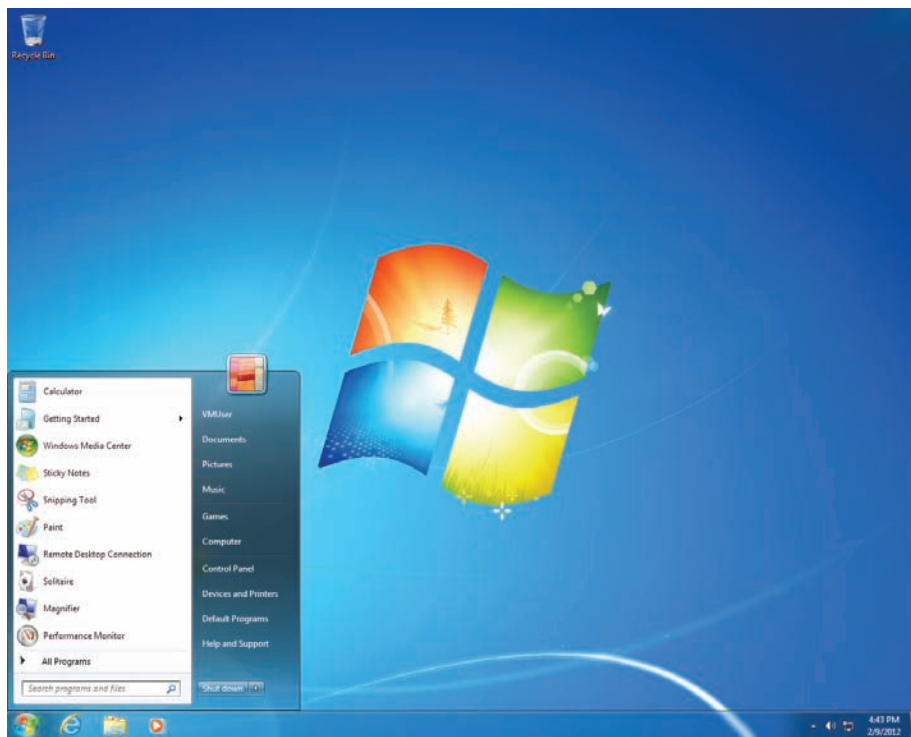 Recycle Bin
Calculator
Getting Started
Windows Media Center
Sticky Notes
Snipping Tool
Paint
Remote Desktop Connection
Solitaire
Magnifier
Performance Monitor
All Programs
Search programs and files
VMUser
Documents
Pictures
Music
Games
Computer
Control Panel
Devices and Printers
Default Programs
Help and Support
Shut down
4:43 PM
2/9/2012